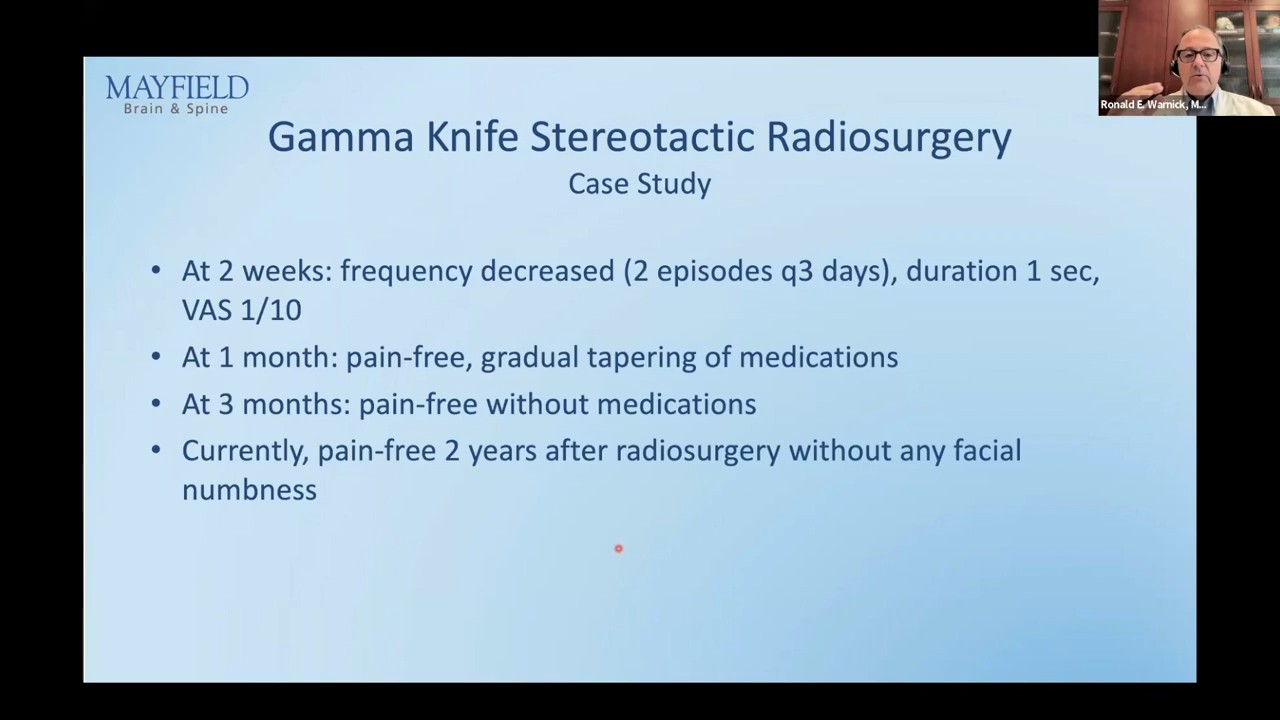 MAYFIELD
Brain & Spine
Ronald E. Warnick, M...
Gamma Knife Stereotactic Radiosurgery
Case Study
• At 2 weeks: frequency decreased (2 episodes q3 days), duration 1 sec,
VAS 1/10
• At 1 month: pain-free, gradual tapering of medications
• At 3 months: pain-free without medications
• Currently, pain-free 2 years after radiosurgery without any facial
numbness